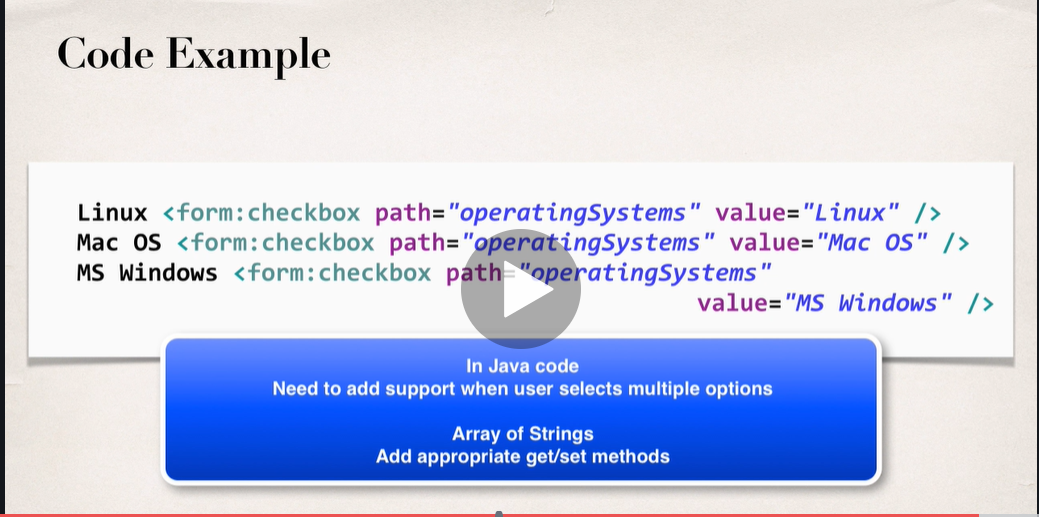 Code Example
Linux <form:checkbox path="operatingSystems" value="Linux" />
Mac OS <form:checkbox path="operatingSystems" value="Mac OS" />
MS Windows <form:checkbox path="operatingSystems"
value="MS Windows" />
In Java code
Need to add support when user selects multiple options
Array of Strings
Add appropriate get/set methods